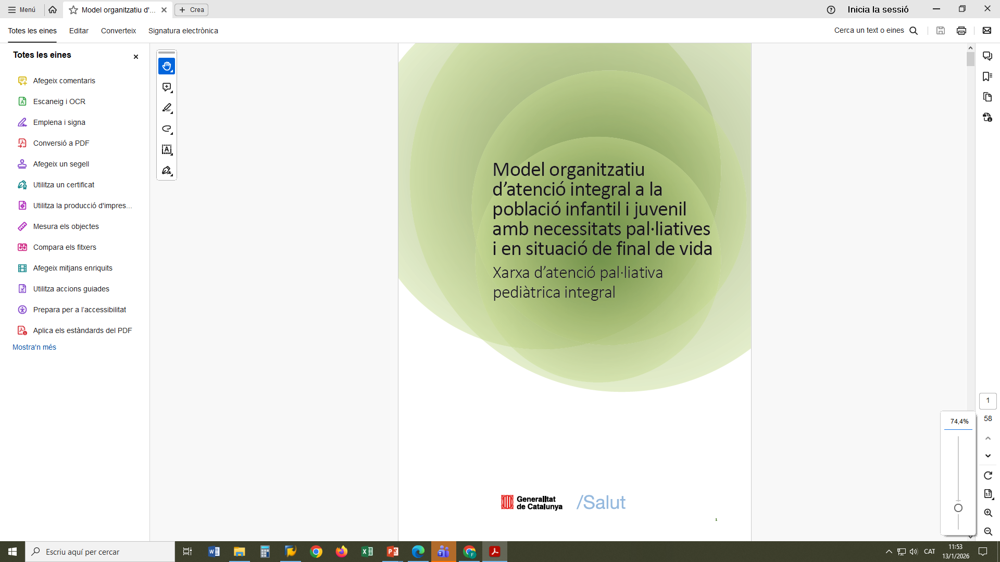 Menú
Model organitzatiu d'...
Crea
Inicia la sessió
Totes les eines
Editar
Converteix
Signatura electrònica
Cerca un text o eines
Totes les eines
Afegeix comentaris
Escaneig i OCR
Emplena i signa
Conversió a PDF
Afegeix un segell
Utilitza un certificat
Utilitza la producció d'impres...
Mesura els objectes
Compara els fitxers
Afegeix mitjans enriquits
Utilitza accions guiades
Prepara per a l'accessibilitat
Aplica els estàndards del PDF
Mostra'n més
Model organitzatiu
d’atenció integral a la
població infantil i juvenil
amb necessitats pal·liatives
i en situació de final de vida
Xarxa d’atenció pal·liativa
pediàtrica integral
Generalitat
de Catalunya
/Salut
1
1
58
74,4%
Escriu aquí per cercar
CAT
11:53
13/1/2026